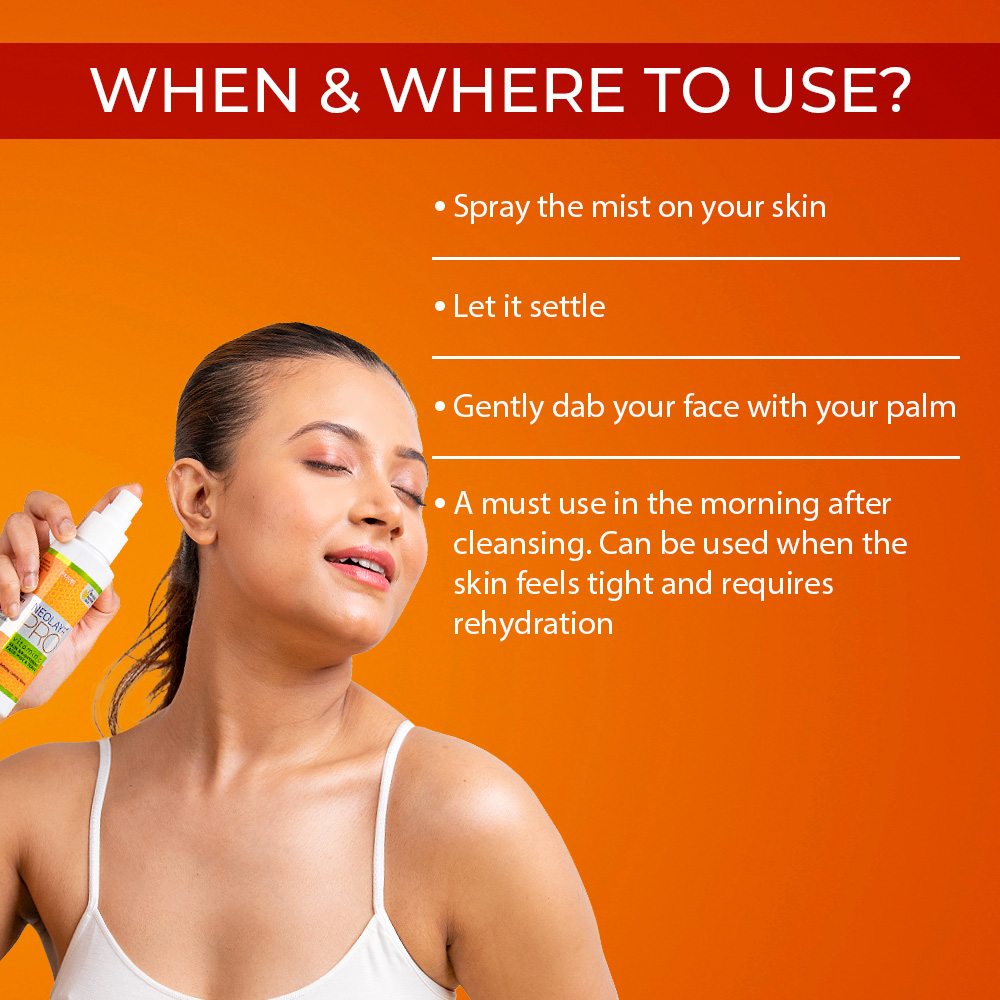 WHEN & WHERE TO USE?
• Spray the mist on your skin
• Let it settle
• Gently dab your face with your palm
• A must use in the morning after
cleansing. Can be used when the
skin feels tight and requires
rehydration
NEOLAYR
PRO
vitamin